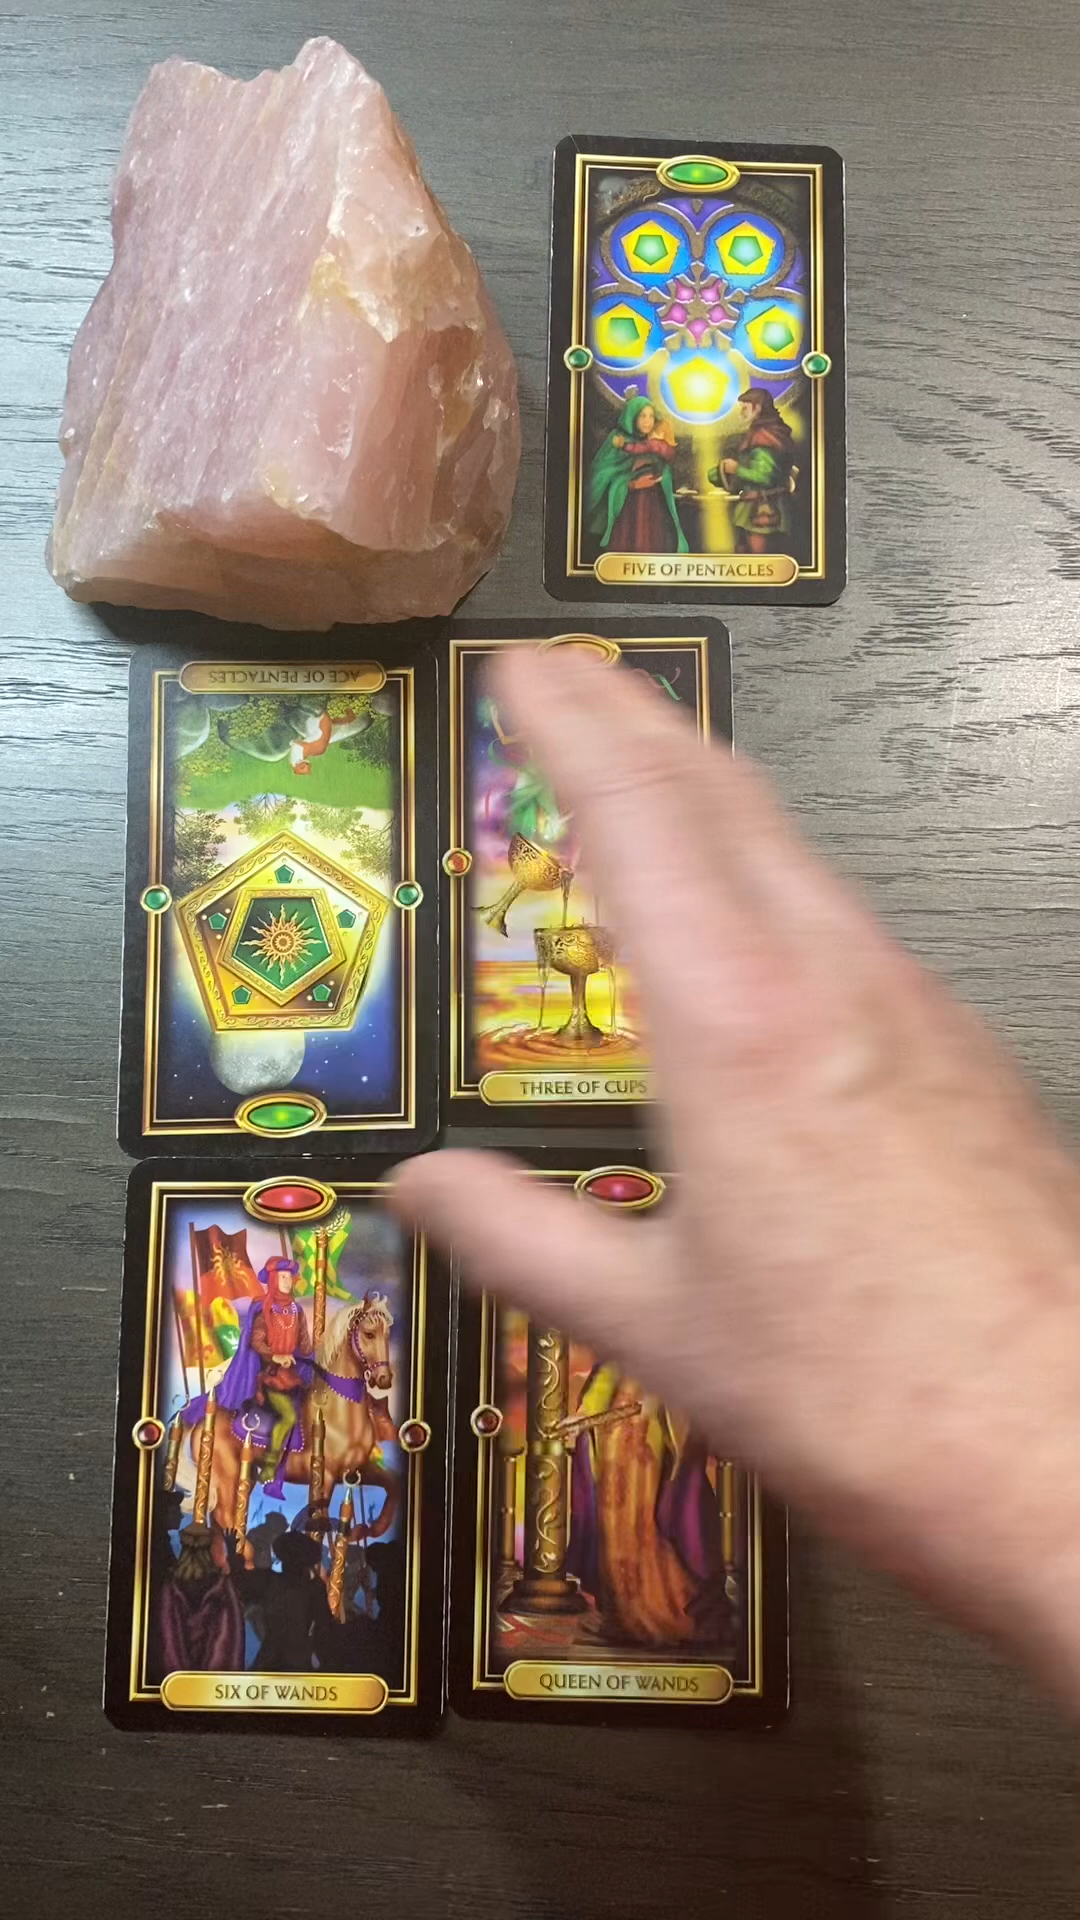 FIVE OF PENTACLES
ACE OF PENTACLES
THREE OF CUPS
SIX OF WANDS
QUEEN OF WANDS